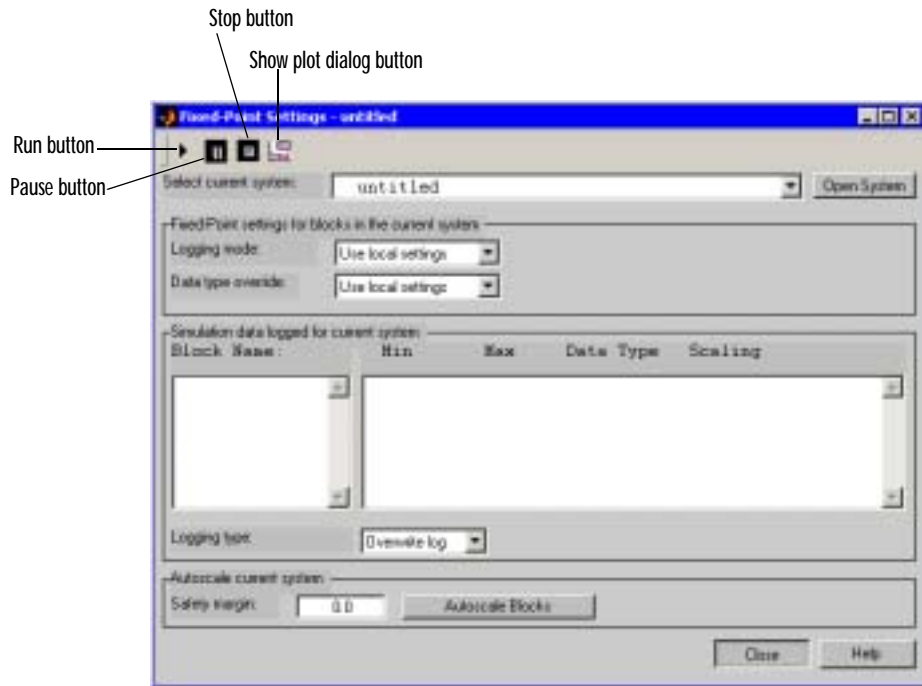 Stop button
Show plot dialog button
Fixed-Point Settings - untitled
Run button
Pause button
Select current system:
untitled
Open System
Fixed Point settings for blocks in the current system
Logging mode:
Use local settings
Data type override:
Use local settings
Simulation data logged for current system
Block Name: Min Max Data Type Scaling
Logging type:
Overwrite log
Autoscale current system
Safety margin:
0.0
Autoscale Blocks
Close
Help